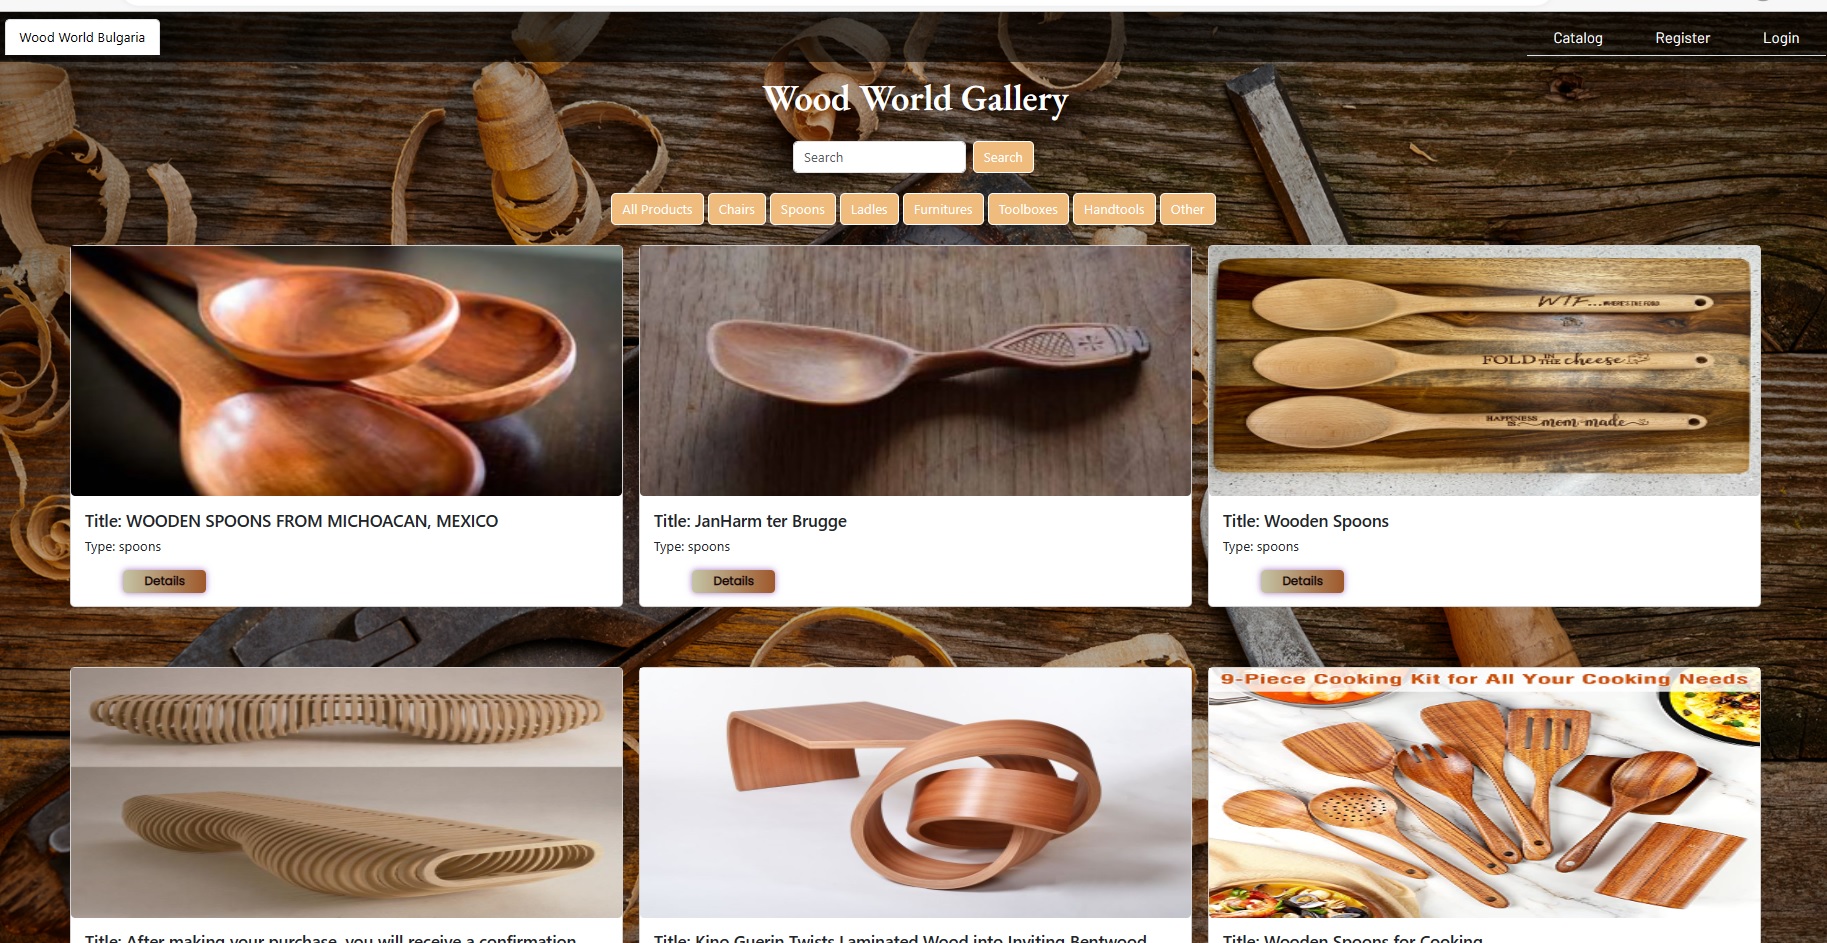 Wood World Bulgaria
Catalog Register Login
Wood World Gallery
Search Search
All Products Chairs Spoons Ladles Furnitures Toolboxes Handtools Other
WTF...WHERE'S THE FOOD
FOLD IN THE cheese
HAPPINESS IS mom-made
Title: WOODEN SPOONS FROM MICHOACAN, MEXICO
Type: spoons
Details
Title: JanHarm ter Brugge
Type: spoons
Details
Title: Wooden Spoons
Type: spoons
Details
9-Piece Cooking Kit for All Your Cooking Needs
Title: After making your purchase, you will receive a confirmation
Title: Kino Guerin Twists Laminated Wood into Inviting Bentwood
Title: Wooden Spoons for Cooking